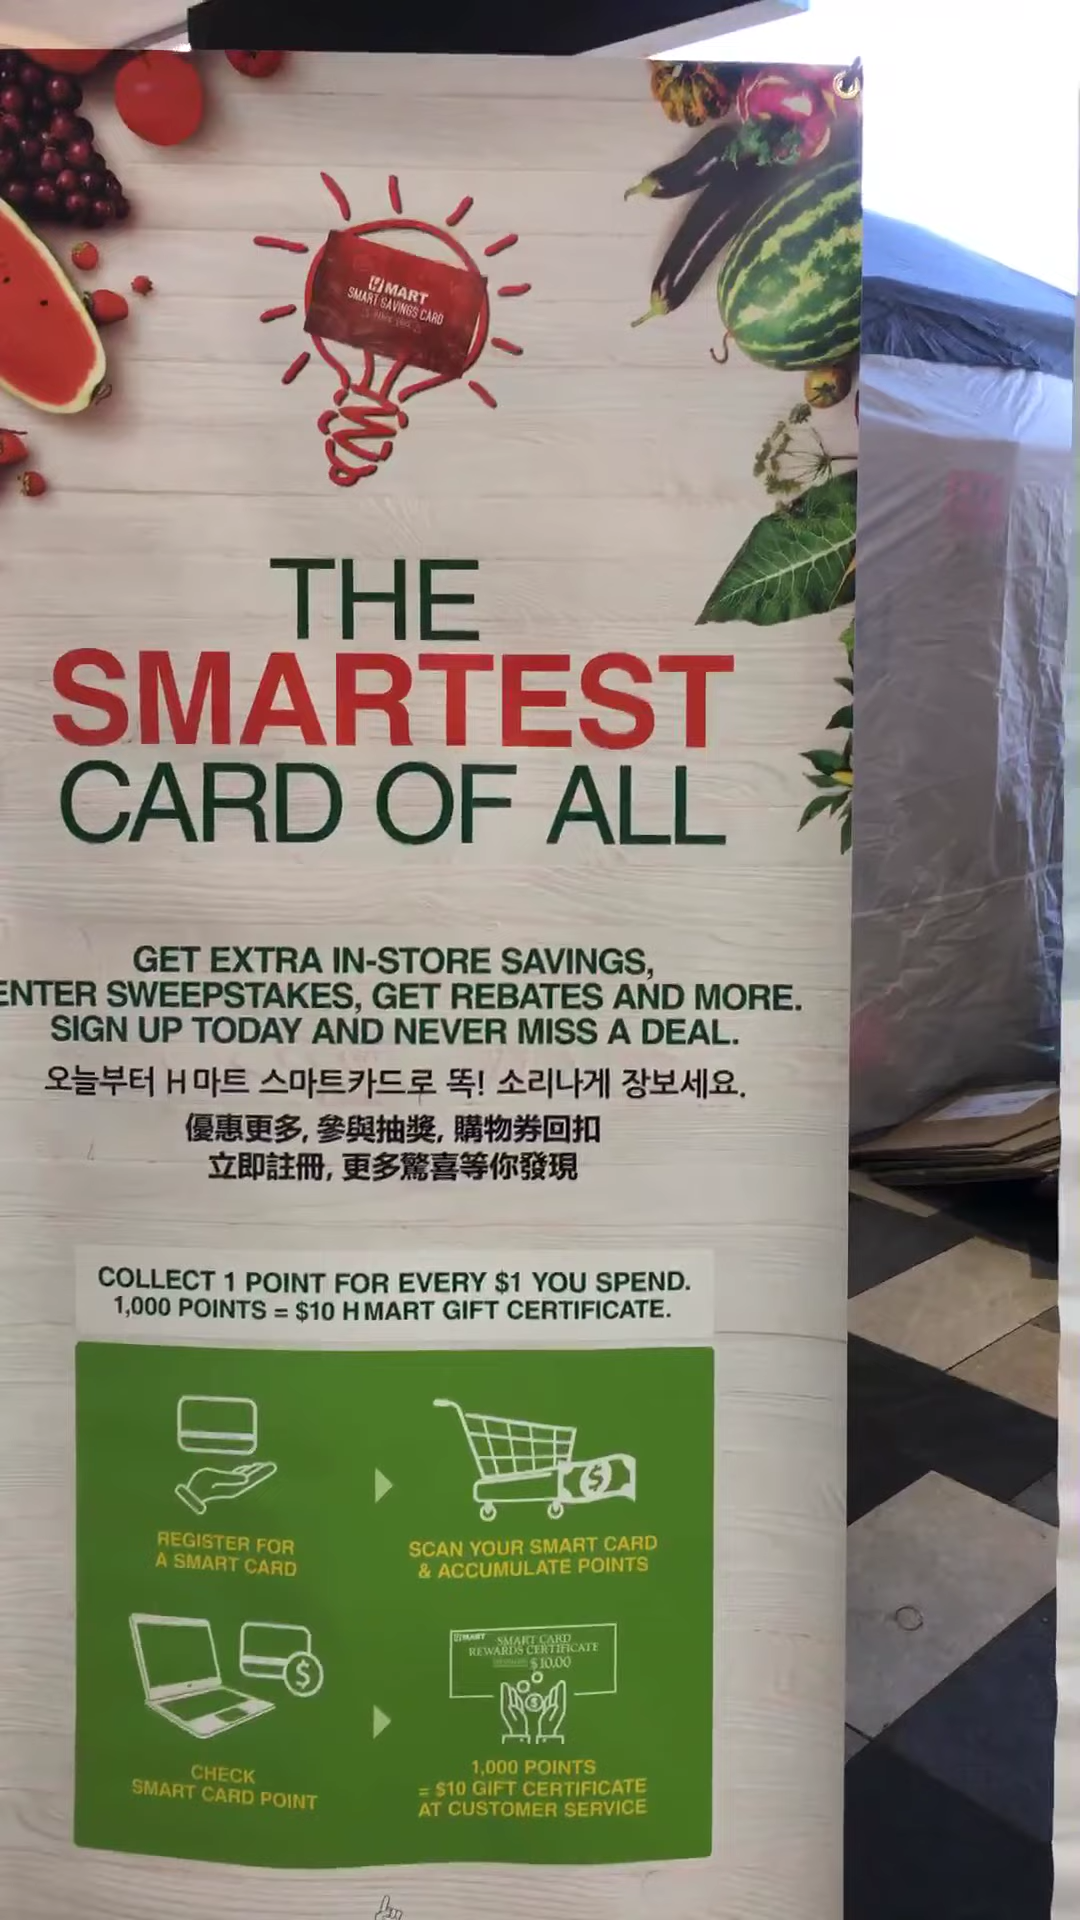 H MART
SMART SAVINGS CARD
THE
SMARTEST
CARD OF ALL
GET EXTRA IN-STORE SAVINGS,
ENTER SWEEPSTAKES, GET REBATES AND MORE.
SIGN UP TODAY AND NEVER MISS A DEAL.
오늘부터 H마트 스마트카드로 똑! 소리나게 장보세요.
優惠更多, 參與抽獎, 購物券回扣
立即註冊, 更多驚喜等你發現
COLLECT 1 POINT FOR EVERY $1 YOU SPEND.
1,000 POINTS = $10 H MART GIFT CERTIFICATE.
REGISTER FOR
A SMART CARD
SCAN YOUR SMART CARD
& ACCUMULATE POINTS
H MART
SMART CARD
REWARDS CERTIFICATE
$10.00
CHECK
SMART CARD POINT
1,000 POINTS
= $10 GIFT CERTIFICATE
AT CUSTOMER SERVICE